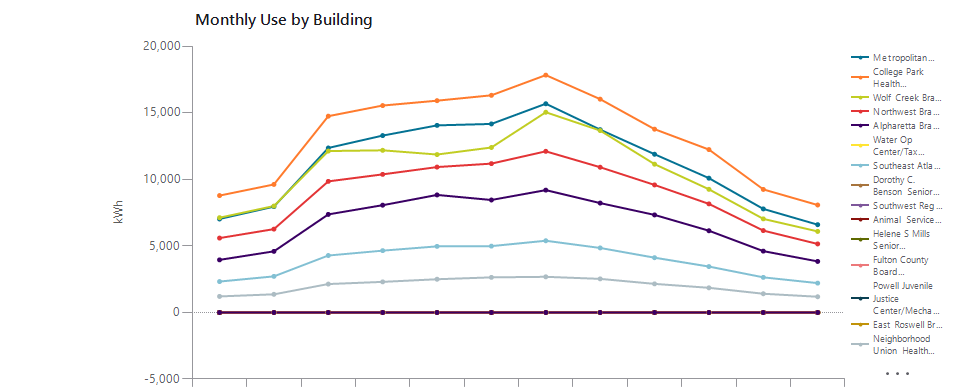 Monthly Use by Building
20,000
15,000
10,000
5,000
0
-5,000
kWh
Metropolitan...
College Park
Health...
Wolf Creek Bra...
Northwest Bra...
Alpharetta Bra...
Water Op
Center/Tax...
Southeast Atla...
Dorothy C.
Benson Senior...
Southwest Reg...
Animal Service...
Helene S Mills
Senior...
Fulton County
Board...
Powell Juvenile
Justice
Center/Mecha...
East Roswell Br...
Neighborhood
Union Health...
...